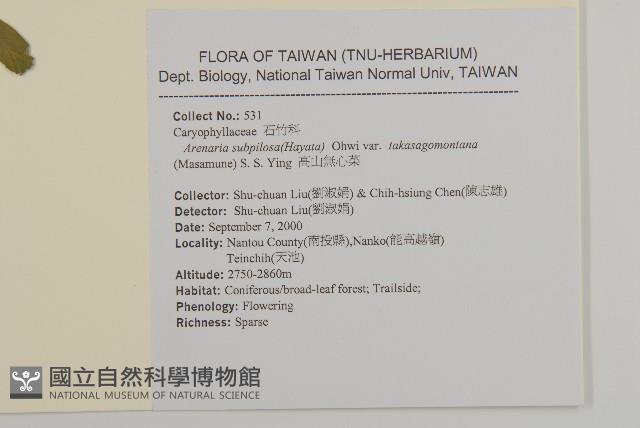 FLORA OF TAIWAN (TNU-HERBARIUM)
Dept. Biology, National Taiwan Normal Univ, TAIWAN
Collect No.: 531
Caryophyllaceae 石竹科
Arenaria subpilosa(Hayata) Ohwi var. takasagomontana
(Masamune) S. S. Ying 高山無心菜
Collector: Shu-chuan Liu(劉淑娟) & Chih-hsiung Chen(陳志雄)
Detector: Shu-chuan Liu(劉淑娟)
Date: September 7, 2000
Locality: Nantou County(南投縣),Nanko(能高越嶺)
Teinchih(天池)
Altitude: 2750-2860m
Habitat: Coniferous/broad-leaf forest; Trailside;
Phenology: Flowering
Richness: Sparse
國立自然科學博物館
NATIONAL MUSEUM OF NATURAL SCIENCE